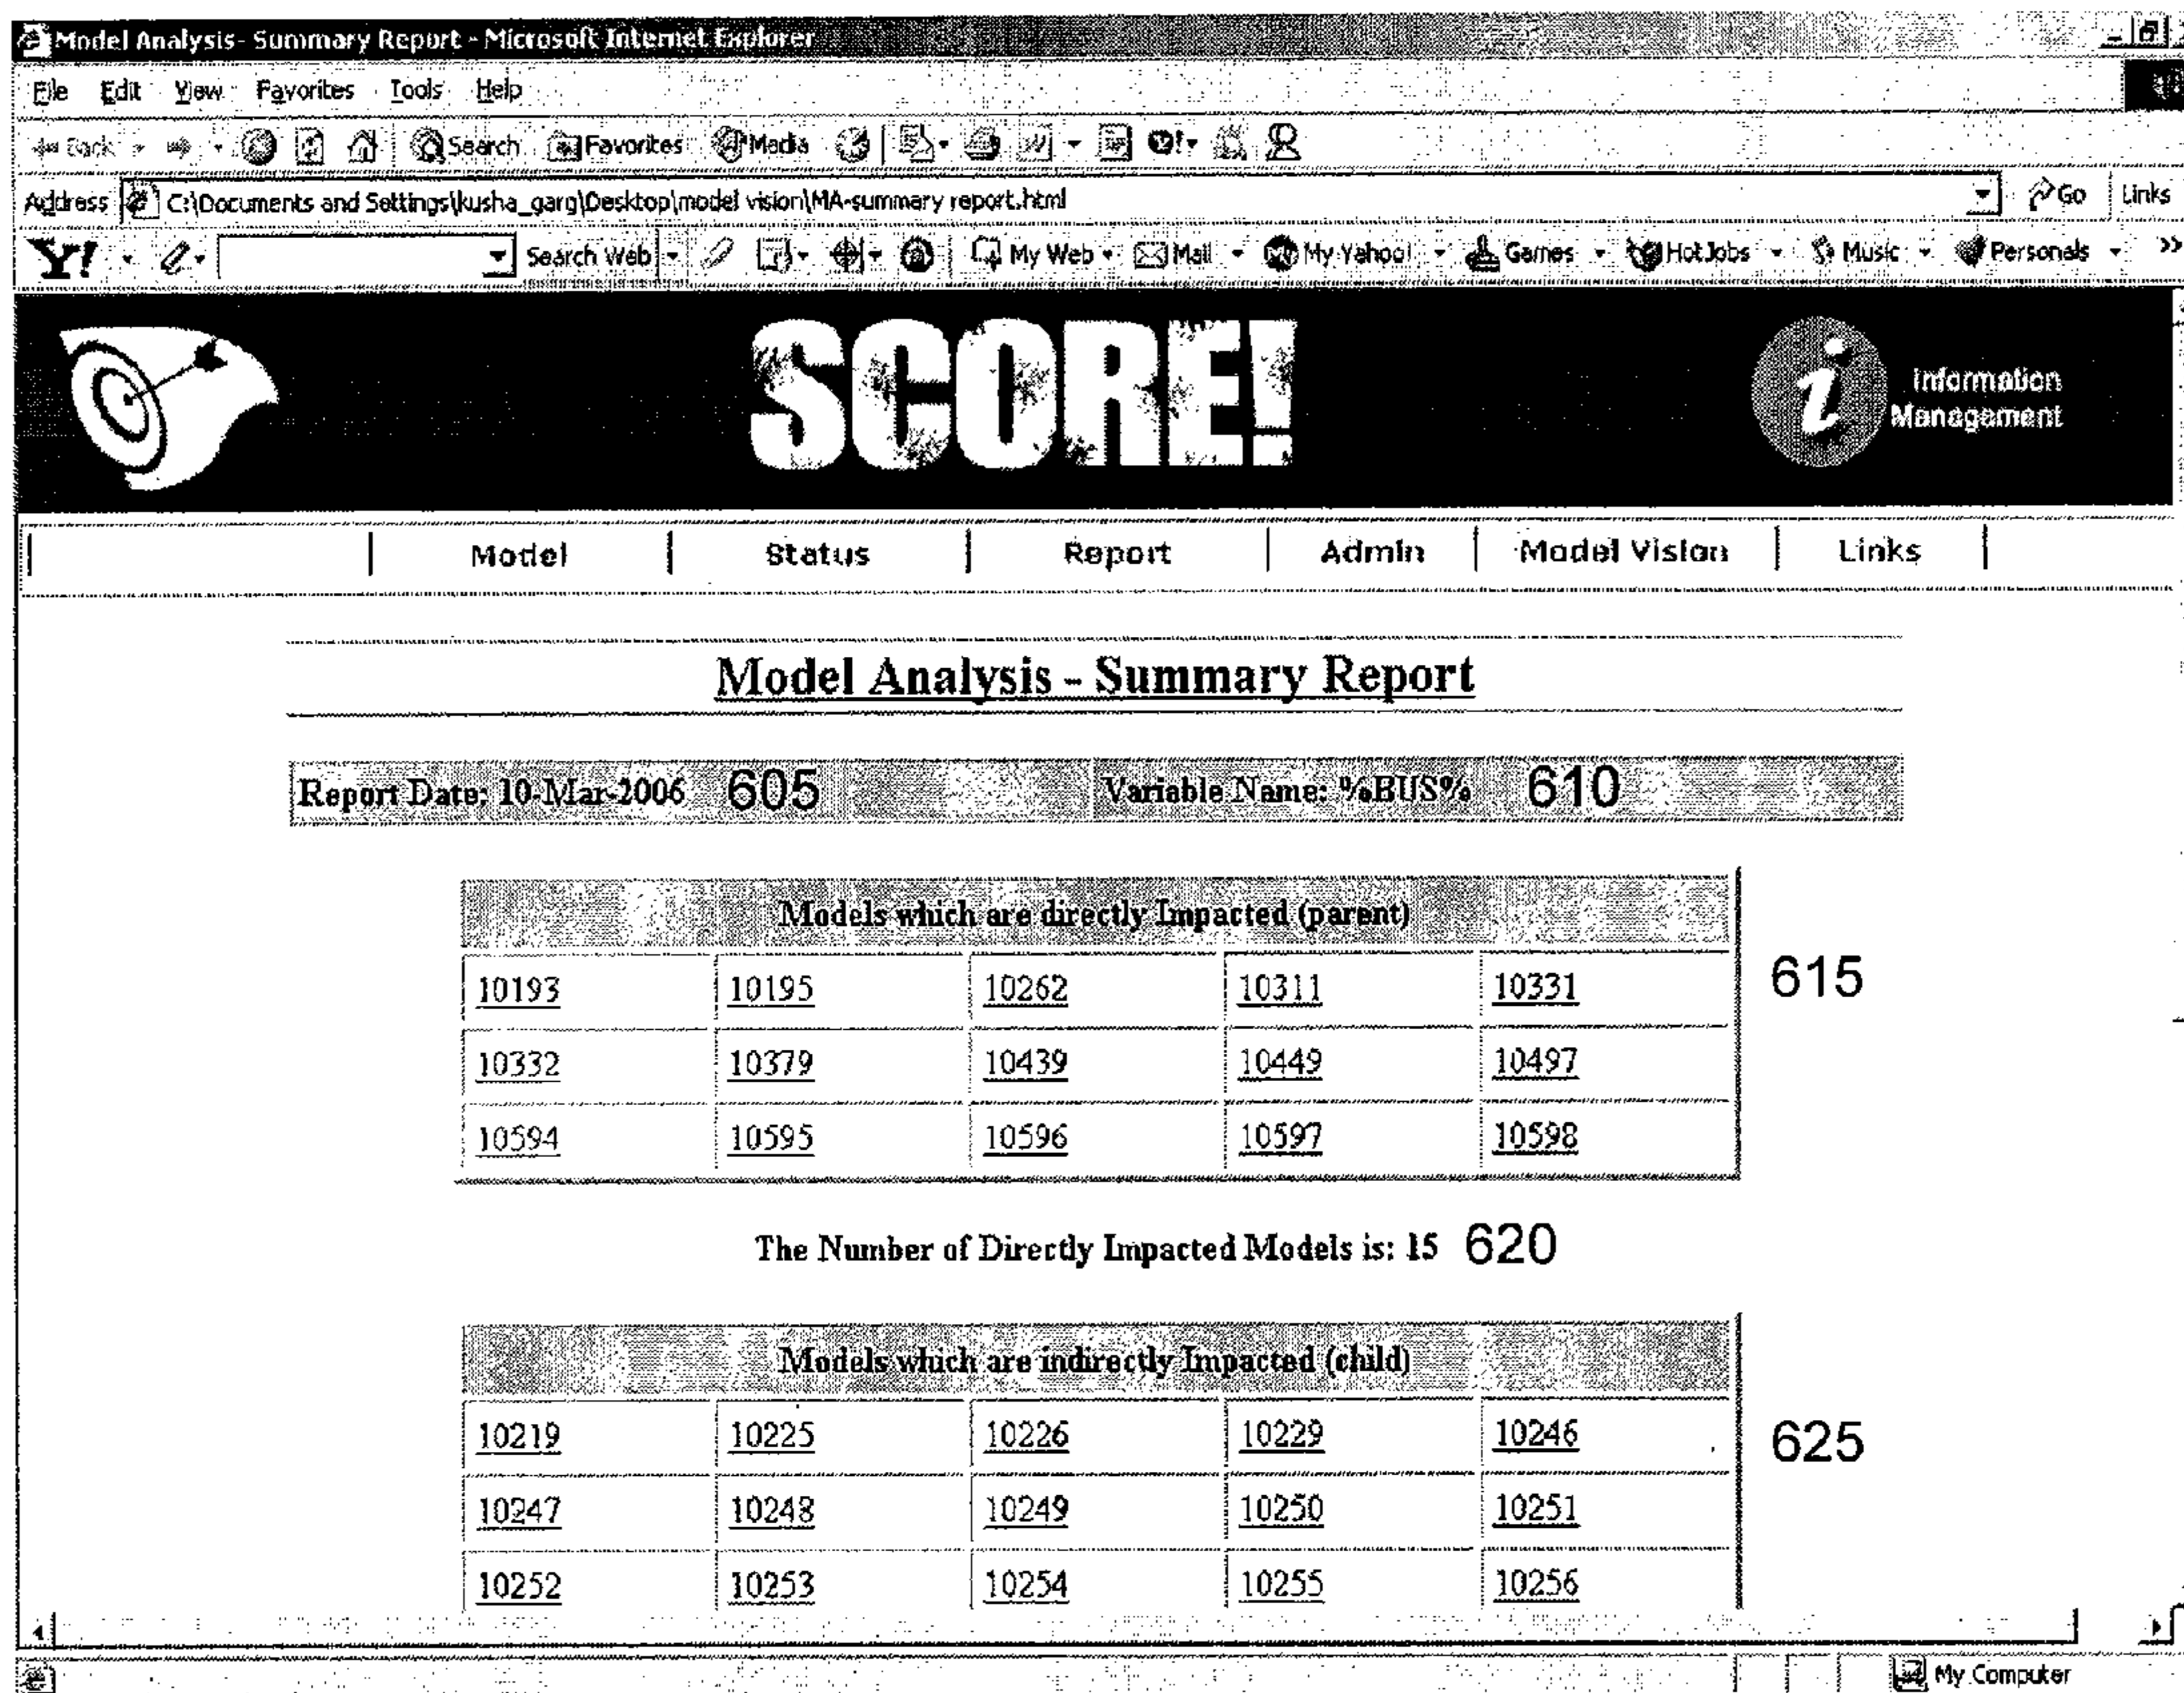 Model Analysis- Summary Report - Microsoft Internet Explorer
File Edit View Favorites Tools Help
Back Search Favorites Media
Address C:\Documents and Settings\kusha_garg\Desktop\model vision\MA-summary report.html Go Links
Y! Search Web My Web Mail My Yahoo! Games HotJobs Music Personals »
SCORE!
i Information
Management
Model Status Report Admin Model Vision Links
Model Analysis - Summary Report
Report Date: 10-Mar-2006 605 Variable Name: %BUS% 610
Models which are directly Impacted (parent)
10193 10195 10262 10311 10331 615
10332 10379 10439 10449 10497
10594 10595 10596 10597 10598
The Number of Directly Impacted Models is: 15 620
Models which are indirectly Impacted (child)
10219 10225 10226 10229 10246 625
10247 10248 10249 10250 10251
10252 10253 10254 10255 10256
My Computer